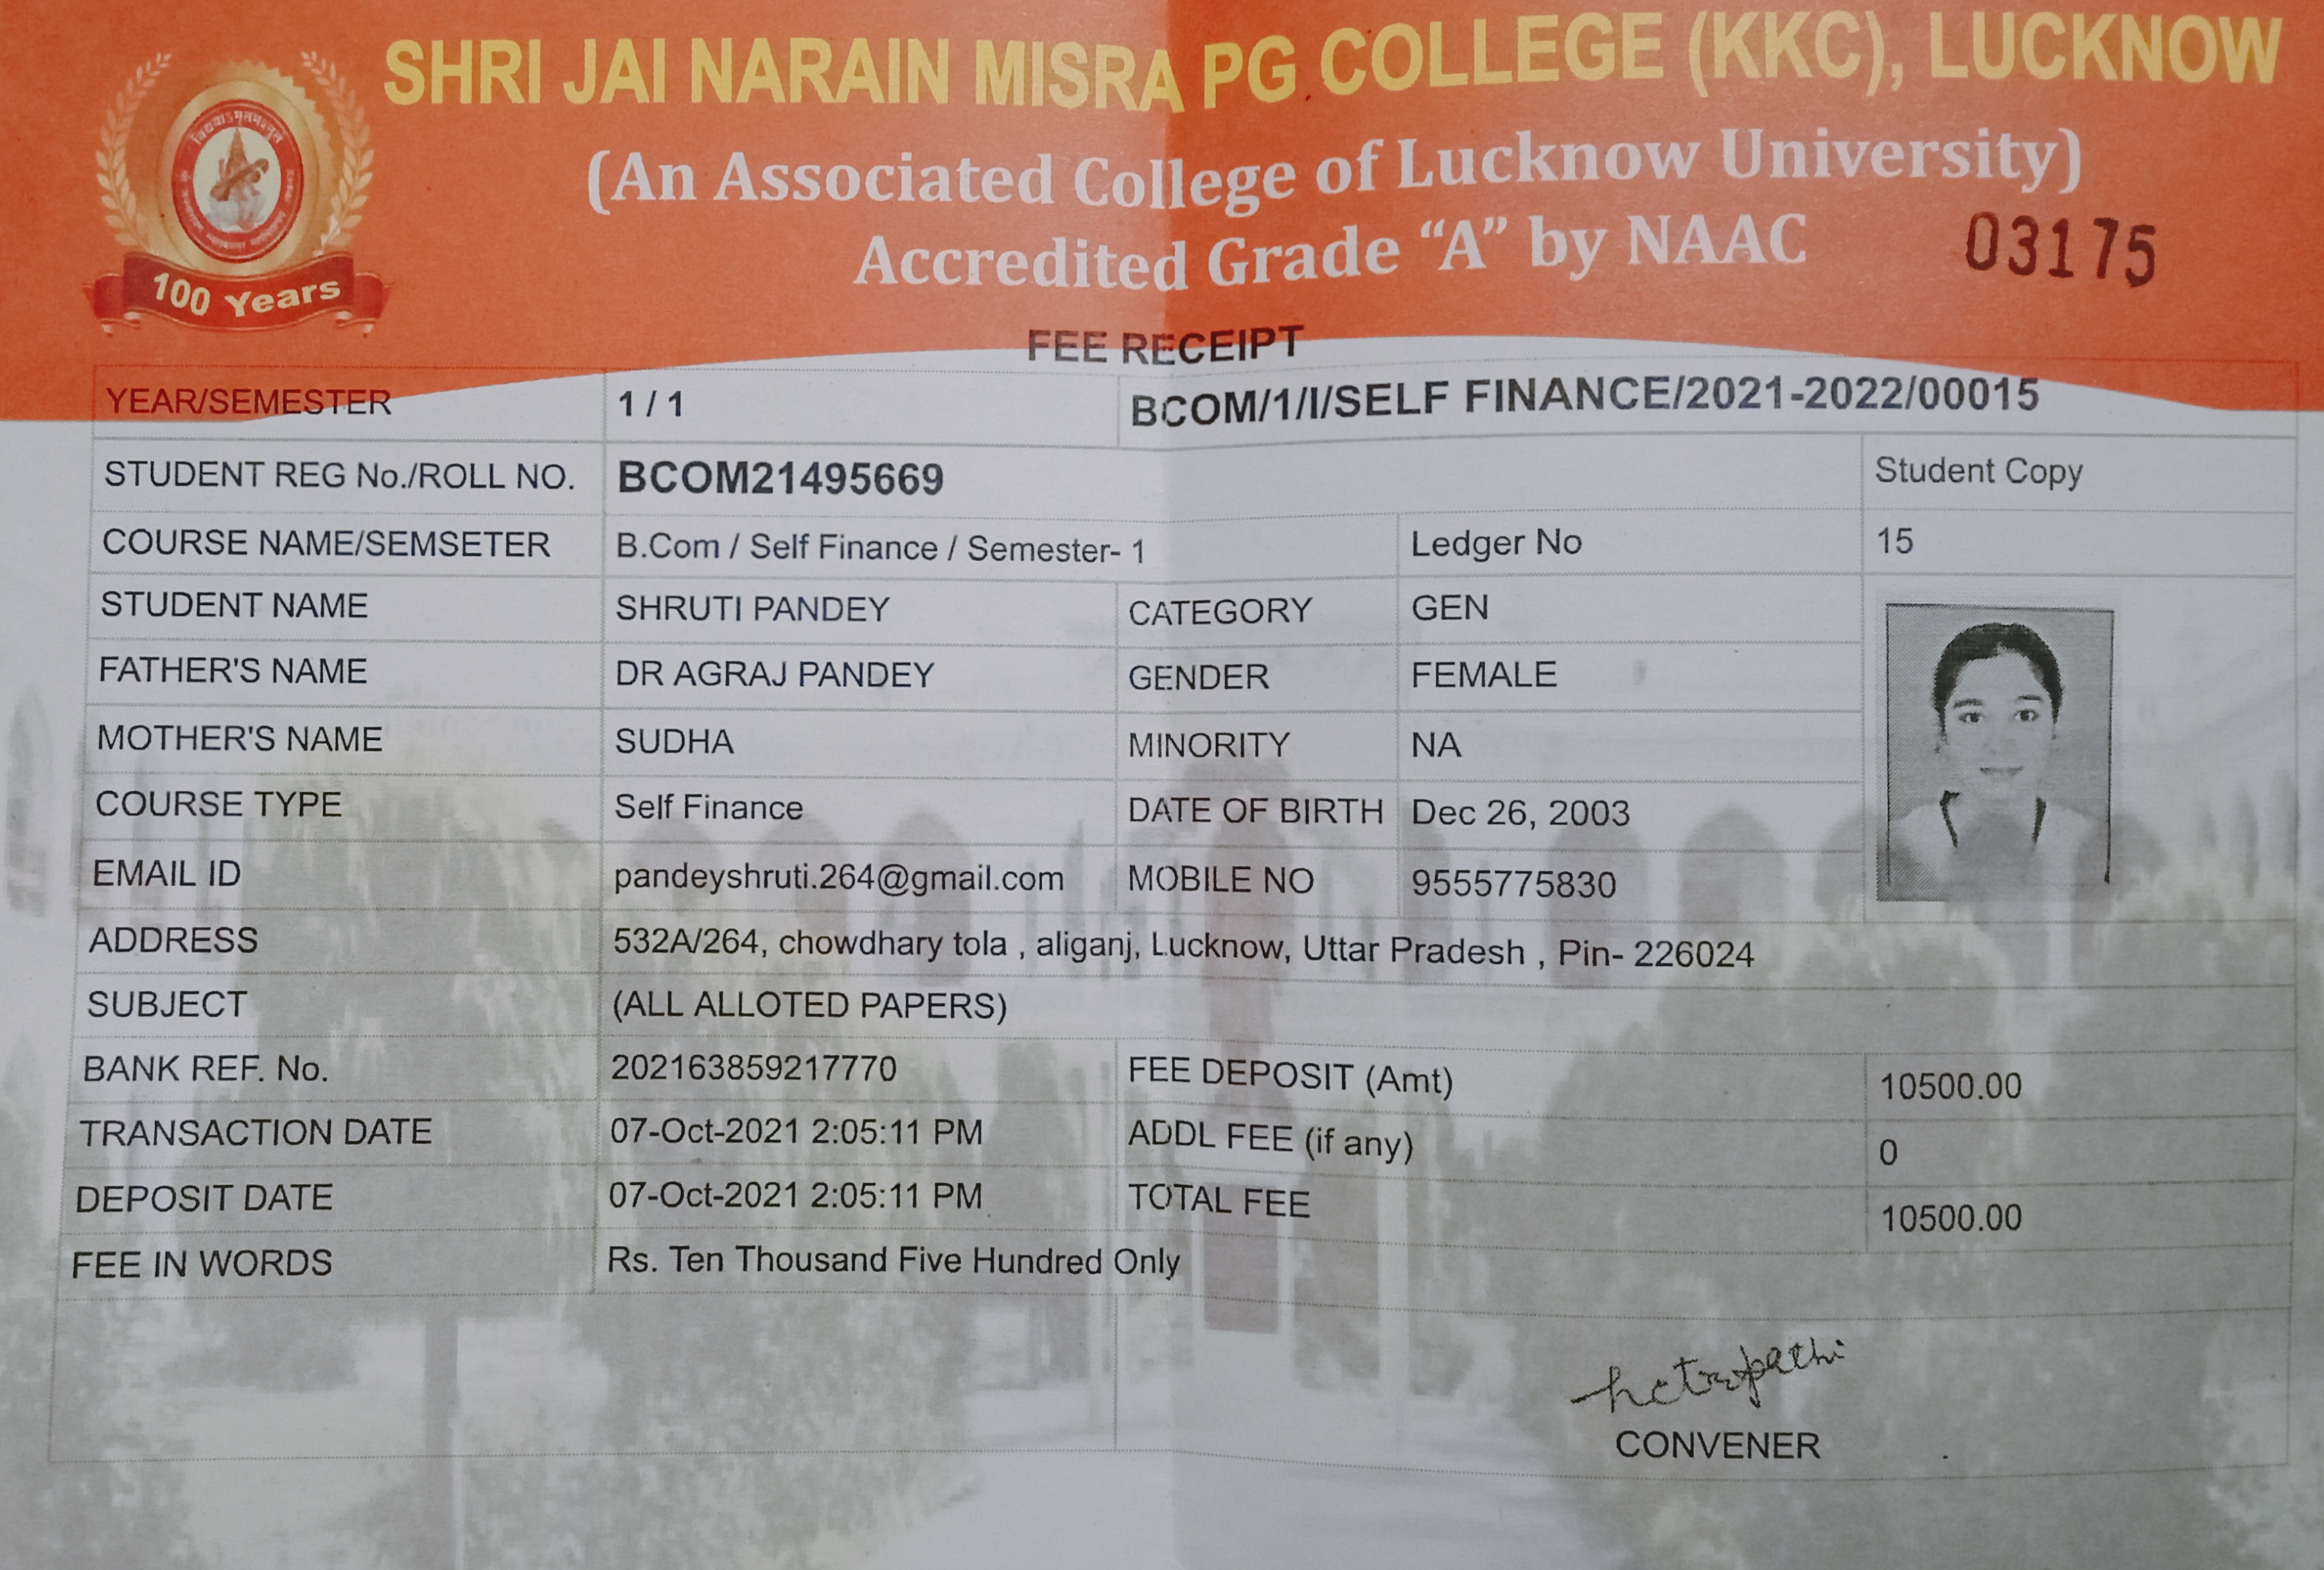 SHRI JAI NARAIN MISRA PG COLLEGE (KKC), LUCKNOW
(An Associated College of Lucknow University)
Accredited Grade “A” by NAAC
03175
100 Years
FEE RECEIPT
YEAR/SEMESTER 1 / 1 BCOM/1/I/SELF FINANCE/2021-2022/00015
STUDENT REG No./ROLL NO. BCOM21495669 Student Copy
COURSE NAME/SEMSETER B.Com / Self Finance / Semester- 1 Ledger No 15
STUDENT NAME SHRUTI PANDEY CATEGORY GEN
FATHER'S NAME DR AGRAJ PANDEY GENDER FEMALE
MOTHER'S NAME SUDHA MINORITY NA
COURSE TYPE Self Finance DATE OF BIRTH Dec 26, 2003
EMAIL ID pandeyshruti.264@gmail.com MOBILE NO 9555775830
ADDRESS 532A/264, chowdhary tola , aliganj, Lucknow, Uttar Pradesh , Pin- 226024
SUBJECT (ALL ALLOTED PAPERS)
BANK REF. No. 202163859217770 FEE DEPOSIT (Amt) 10500.00
TRANSACTION DATE 07-Oct-2021 2:05:11 PM ADDL FEE (if any) 0
DEPOSIT DATE 07-Oct-2021 2:05:11 PM TOTAL FEE 10500.00
FEE IN WORDS Rs. Ten Thousand Five Hundred Only
CONVENER